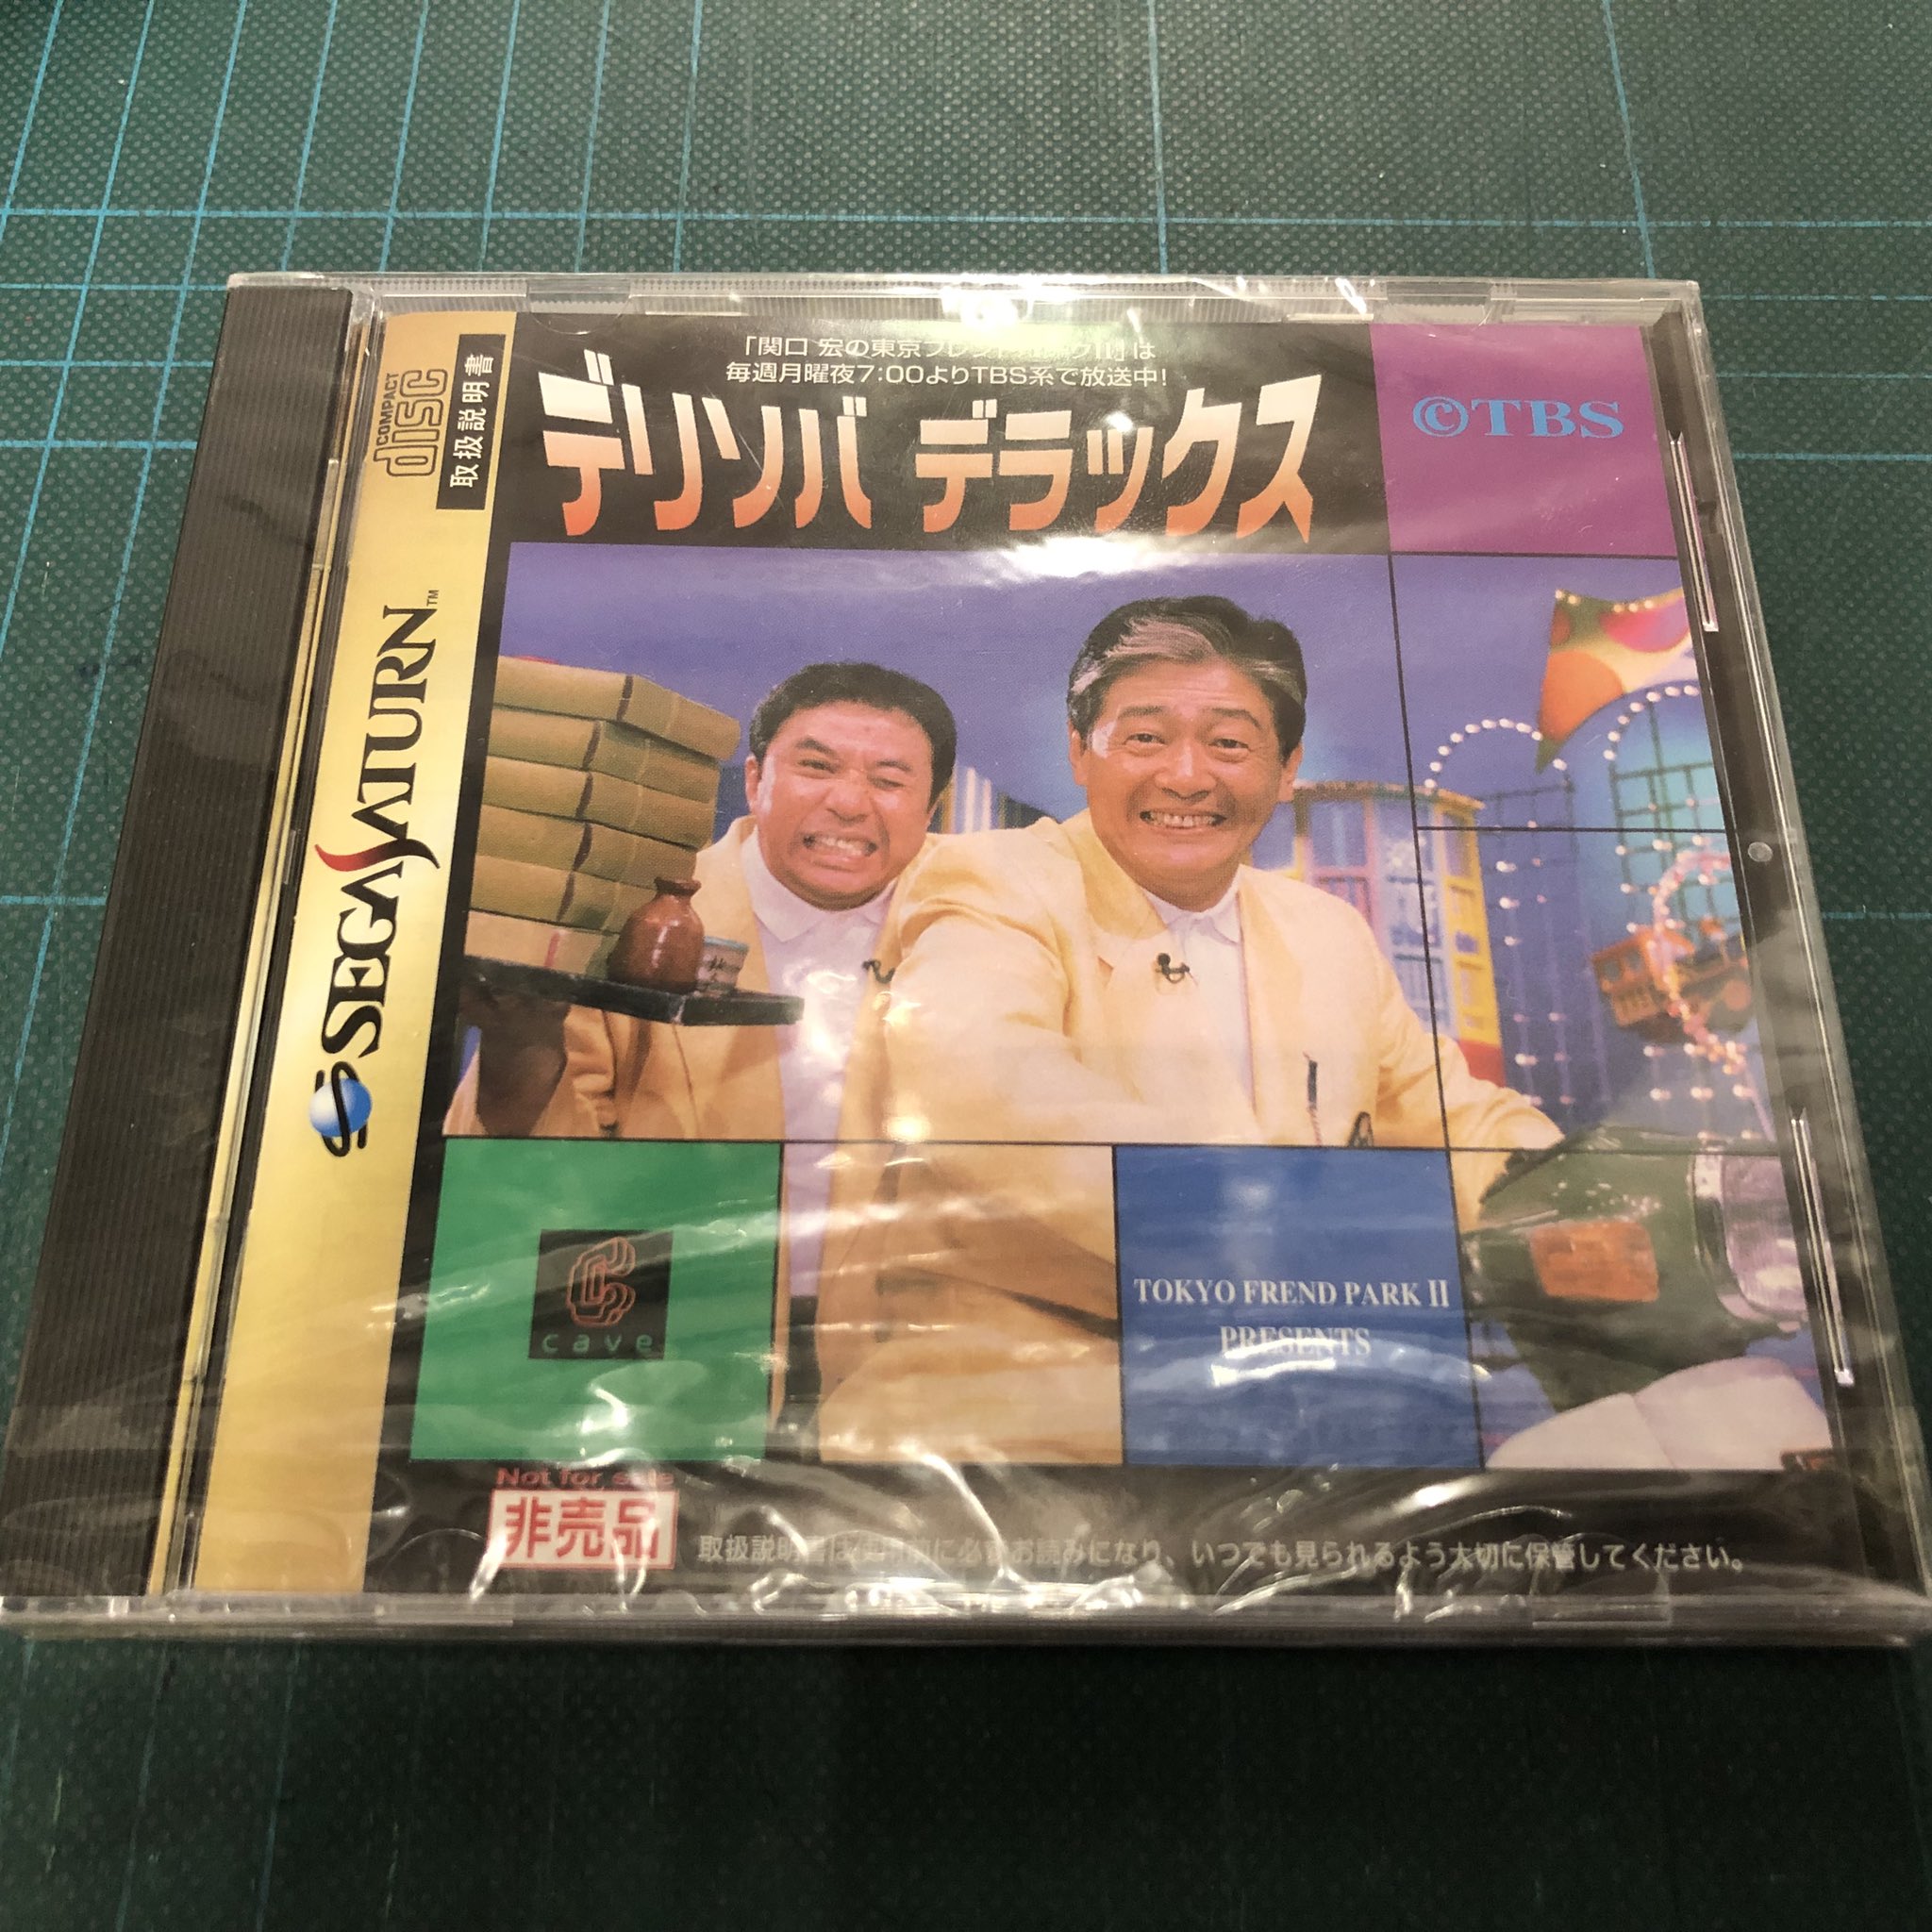 COMPACT
disc
取扱説明書
SEGA SATURN™
「関口 宏の東京フレンドパークII」は
毎週月曜夜7:00よりTBS系で放送中!
デリソバ デラックス
©TBS
cave
TOKYO FREND PARK II
PRESENTS
Not for sale
非売品
取扱説明書は使用前に必ずお読みになり、いつでも見られるよう大切に保管してください。